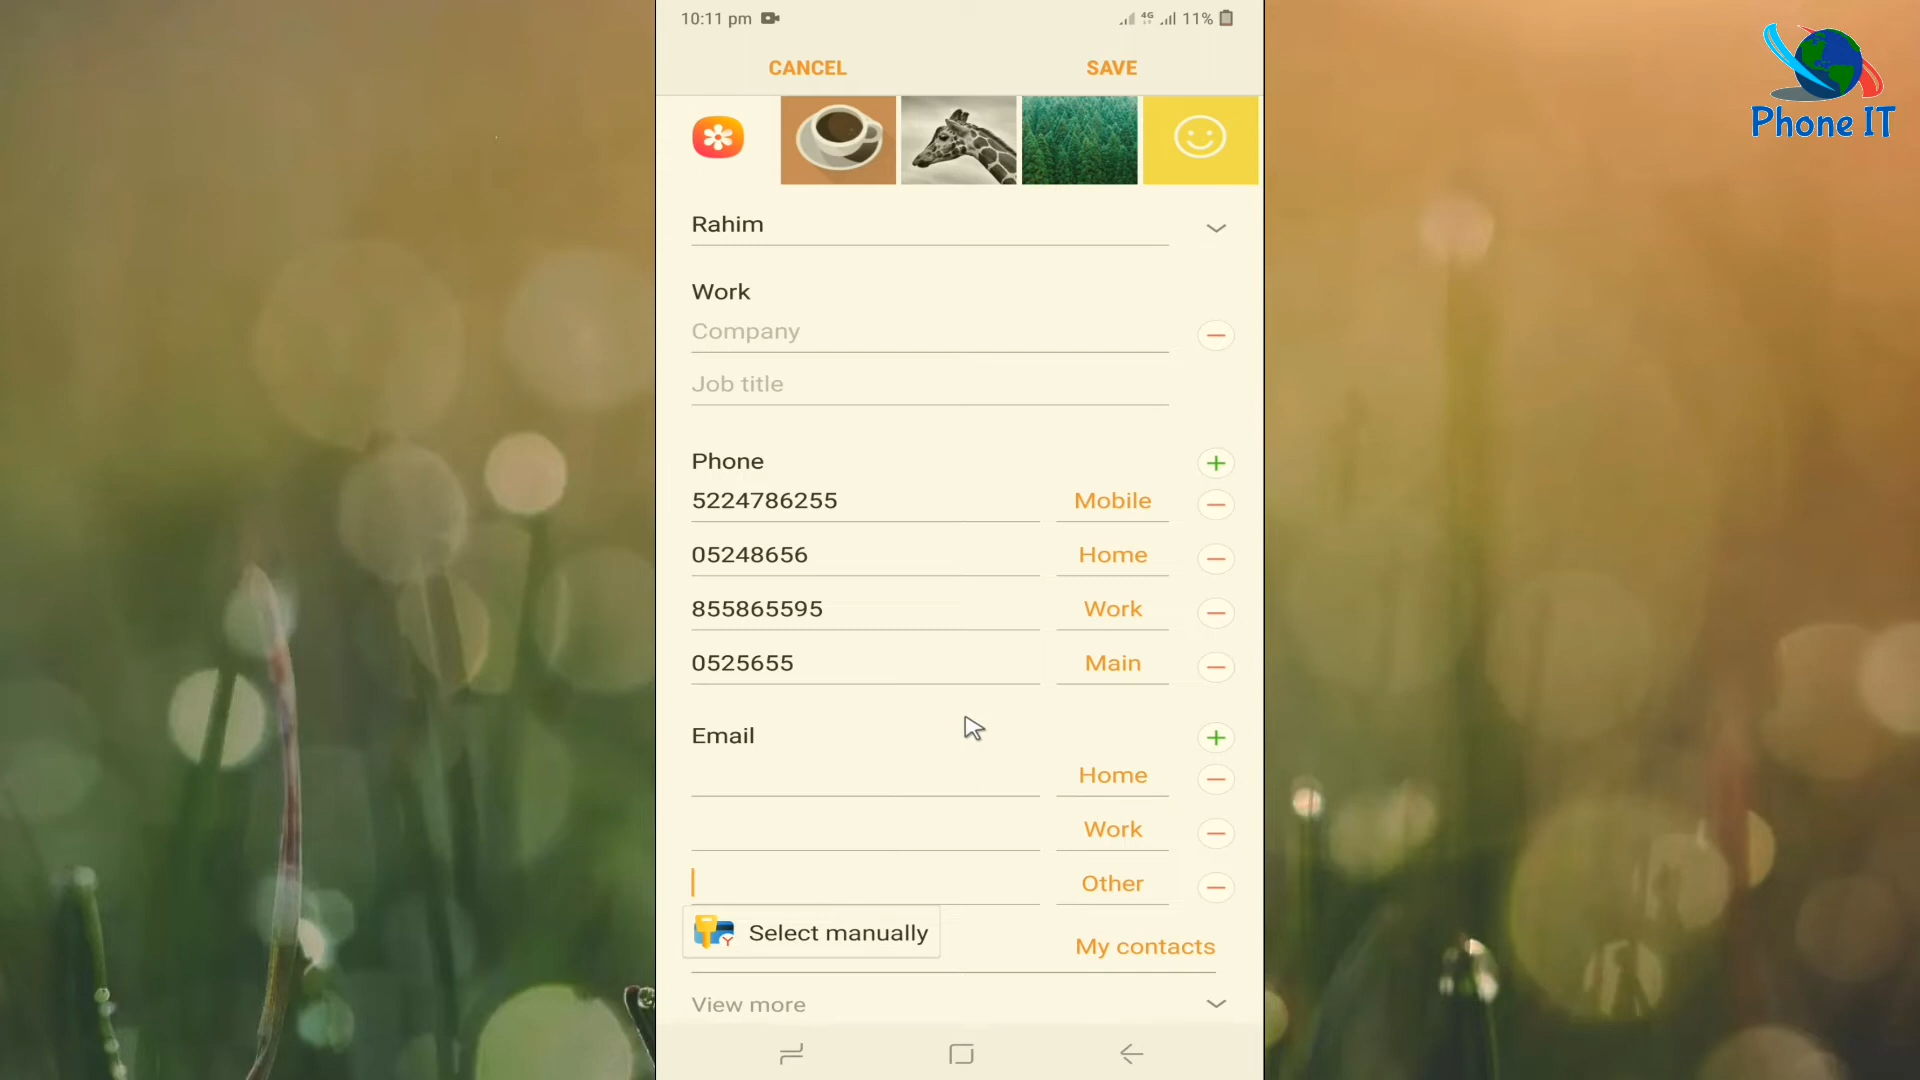 10:11 pm 4G 11%
CANCEL SAVE
Phone IT
Rahim
Work
Company
Job title
Phone
5224786255 Mobile
05248656 Home
855865595 Work
0525655 Main
Email
Home
Work
Other
Select manually
My contacts
View more